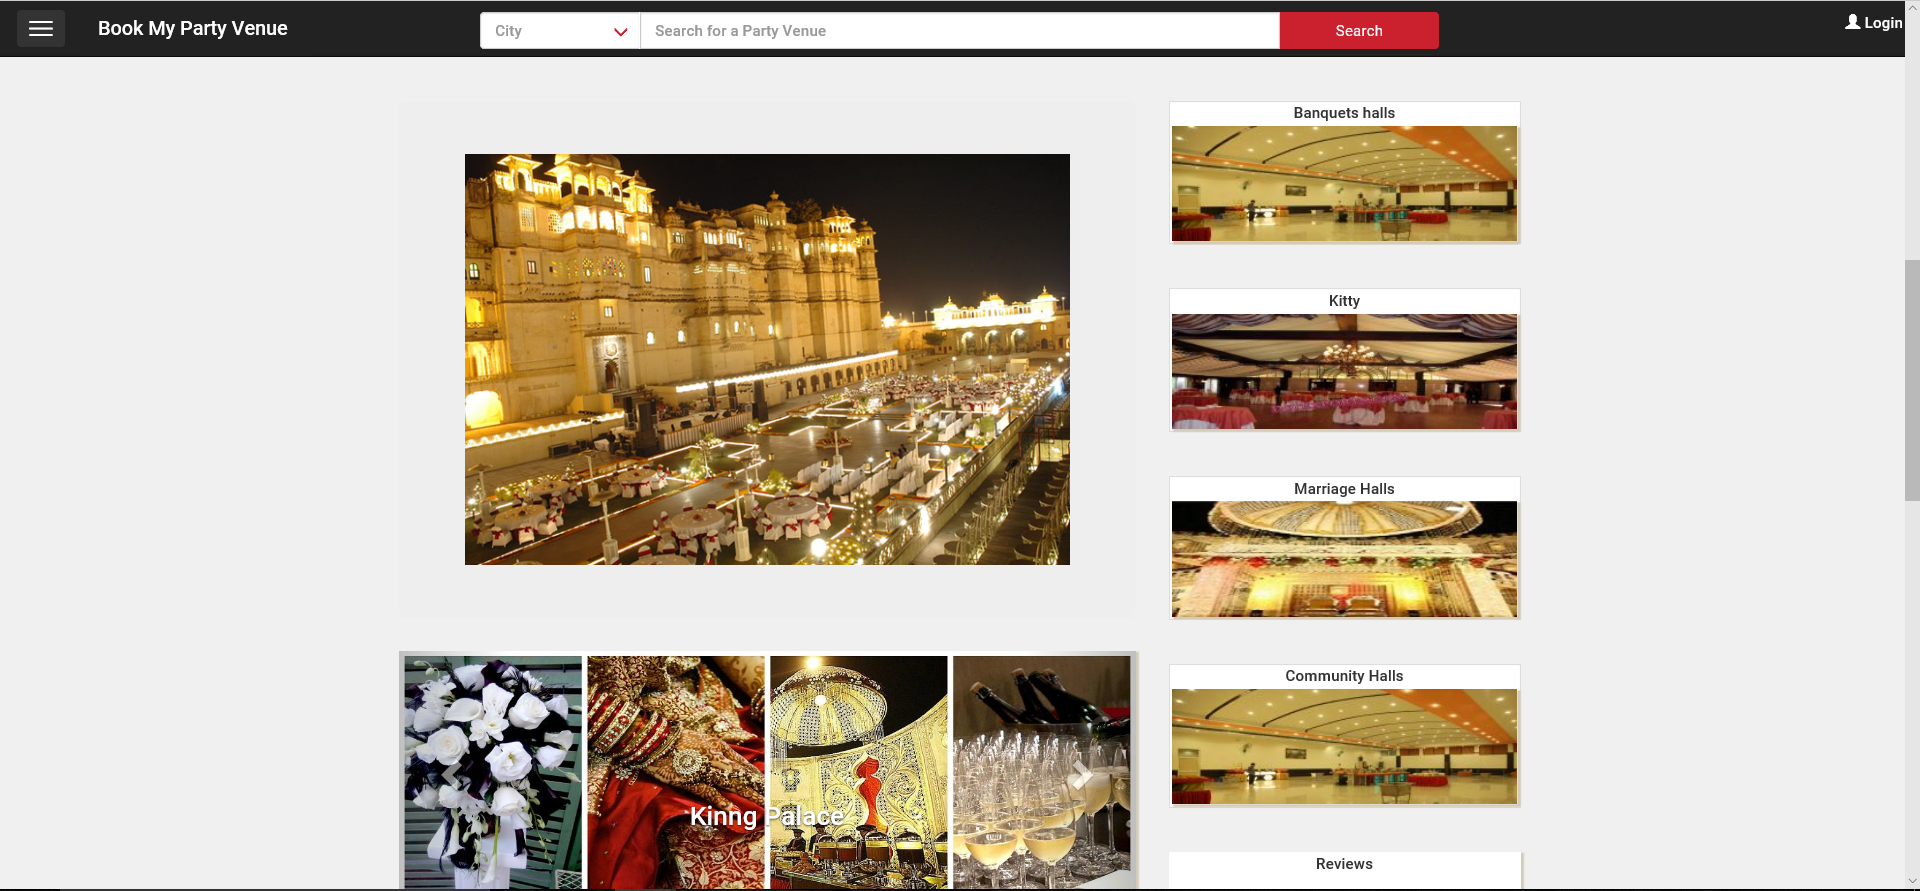 Book My Party Venue
City
Search for a Party Venue
Search
Login
Banquets halls
Kitty
Marriage Halls
Community Halls
Kinng Palace
Reviews